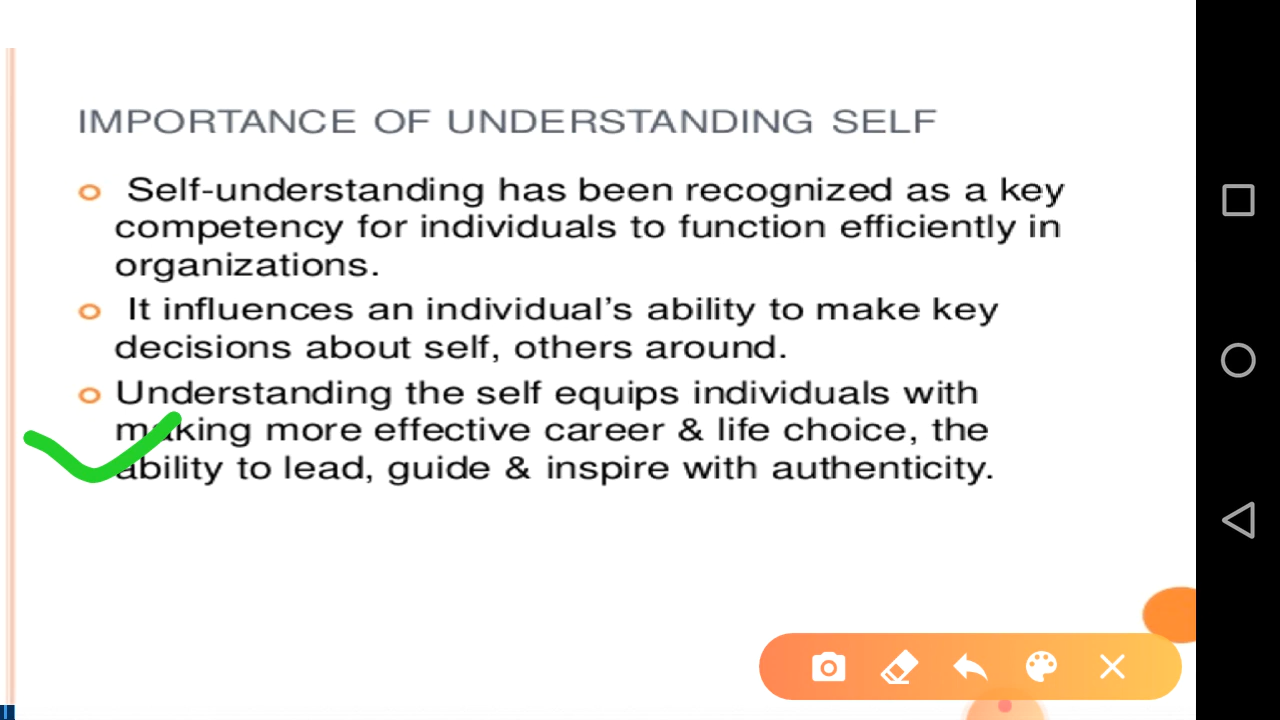 IMPORTANCE OF UNDERSTANDING SELF
Self-understanding has been recognized as a key
competency for individuals to function efficiently in
organizations.
It influences an individual's ability to make key
decisions about self, others around.
Understanding the self equips individuals with
making more effective career & life choice, the
ability to lead, guide & inspire with authenticity.